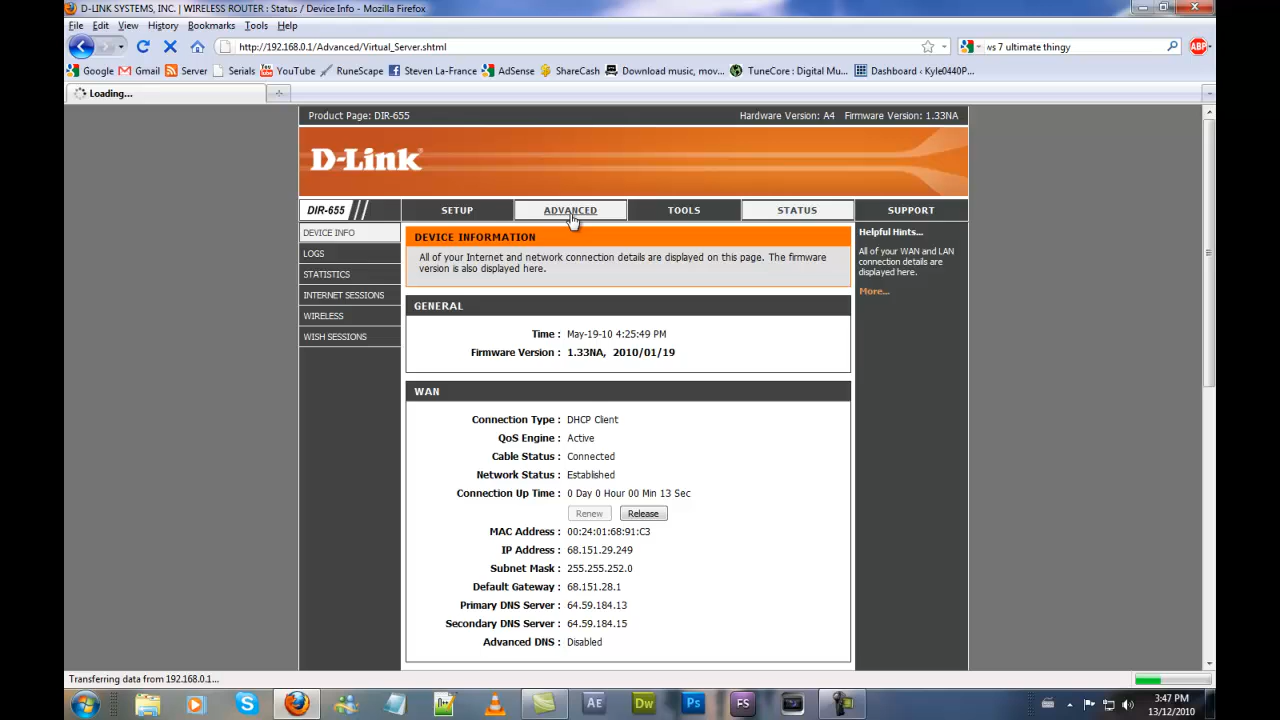 D-LINK SYSTEMS, INC. | WIRELESS ROUTER : Status / Device Info - Mozilla Firefox
File Edit View History Bookmarks Tools Help
http://192.168.0.1/Advanced/Virtual_Server.shtml
ws 7 ultimate thingy
ABP
Google Gmail Server Serials YouTube RuneScape Steven La-France AdSense ShareCash Download music, mov... TuneCore : Digital Mu... Dashboard ‹ Kyle0440P...
Loading...
Product Page: DIR-655 Hardware Version: A4 Firmware Version: 1.33NA
D-Link
DIR-655 SETUP ADVANCED TOOLS STATUS SUPPORT
DEVICE INFO
LOGS
STATISTICS
INTERNET SESSIONS
WIRELESS
WISH SESSIONS
DEVICE INFORMATION
All of your Internet and network connection details are displayed on this page. The firmware
version is also displayed here.
GENERAL
Time : May-19-10 4:25:49 PM
Firmware Version : 1.33NA, 2010/01/19
WAN
Connection Type : DHCP Client
QoS Engine : Active
Cable Status : Connected
Network Status : Established
Connection Up Time : 0 Day 0 Hour 00 Min 13 Sec
Renew Release
MAC Address : 00:24:01:68:91:C3
IP Address : 68.151.29.249
Subnet Mask : 255.255.252.0
Default Gateway : 68.151.28.1
Primary DNS Server : 64.59.184.13
Secondary DNS Server : 64.59.184.15
Advanced DNS : Disabled
Helpful Hints...
All of your WAN and LAN
connection details are
displayed here.
More...
Transferring data from 192.168.0.1...
Ae Dw Ps FS
3:47 PM
13/12/2010